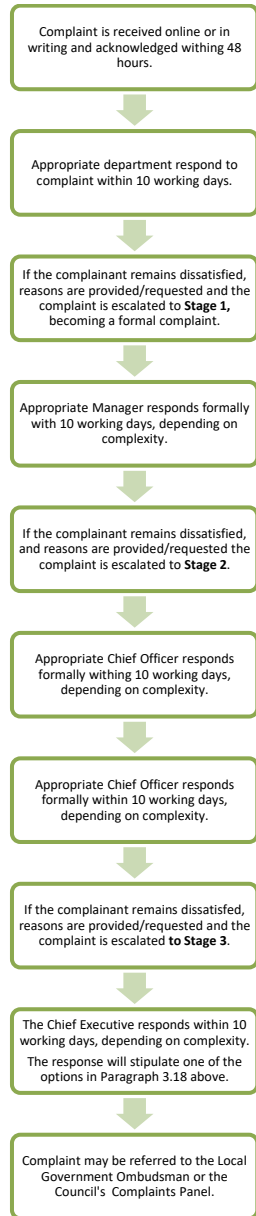 Complaint is received online or in
writing and acknowledged withing 48
hours.
Appropriate department respond to
complaint within 10 working days.
If the complainant remains dissatisfied,
reasons are provided/requested and the
complaint is escalated to Stage 1,
becoming a formal complaint.
Appropriate Manager responds formally
with 10 working days, depending on
complexity.
If the complainant remains dissatisfied,
and reasons are provided/requested the
complaint is escalated to Stage 2.
Appropriate Chief Officer responds
formally withing 10 working days,
depending on complexity.
Appropriate Chief Officer responds
formally within 10 working days,
depending on complexity.
If the complainant remains dissatisfed,
reasons are provided/requested and the
complaint is escalated to Stage 3.
The Chief Executive responds within 10
working days, depending on complexity.
The response will stipulate one of the
options in Paragraph 3.18 above.
Complaint may be referred to the Local
Government Ombudsman or the
Council's Complaints Panel.